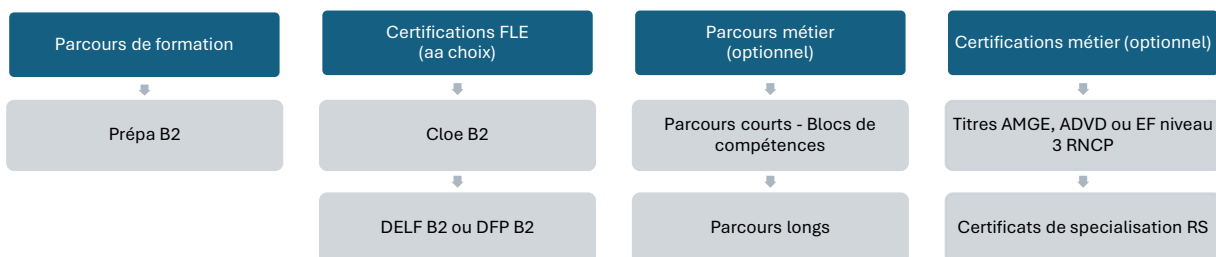 Parcours de formation
Prépa B2
Certifications FLE
(aa choix)
Cloe B2
DELF B2 ou DFP B2
Parcours métier
(optionnel)
Parcours courts - Blocs de
compétences
Parcours longs
Certifications métier (optionnel)
Titres AMGE, ADVD ou EF niveau
3 RNCP
Certificats de specialisation RS